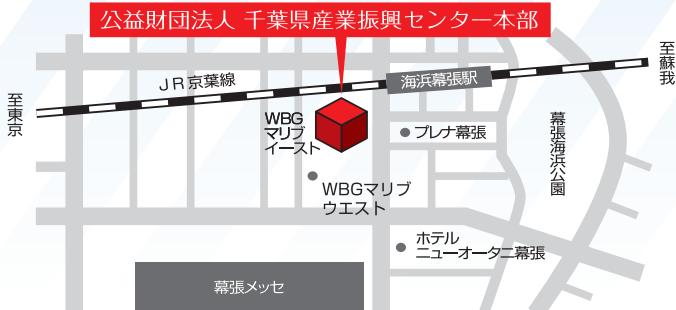 公益財団法人 千葉県産業振興センター本部
至蘇我
海浜幕張駅
JR京葉線
至東京
WBG
マリブ
イースト
プレナ幕張
幕張海浜公園
WBGマリブ
ウエスト
ホテル
ニューオータニ幕張
幕張メッセ